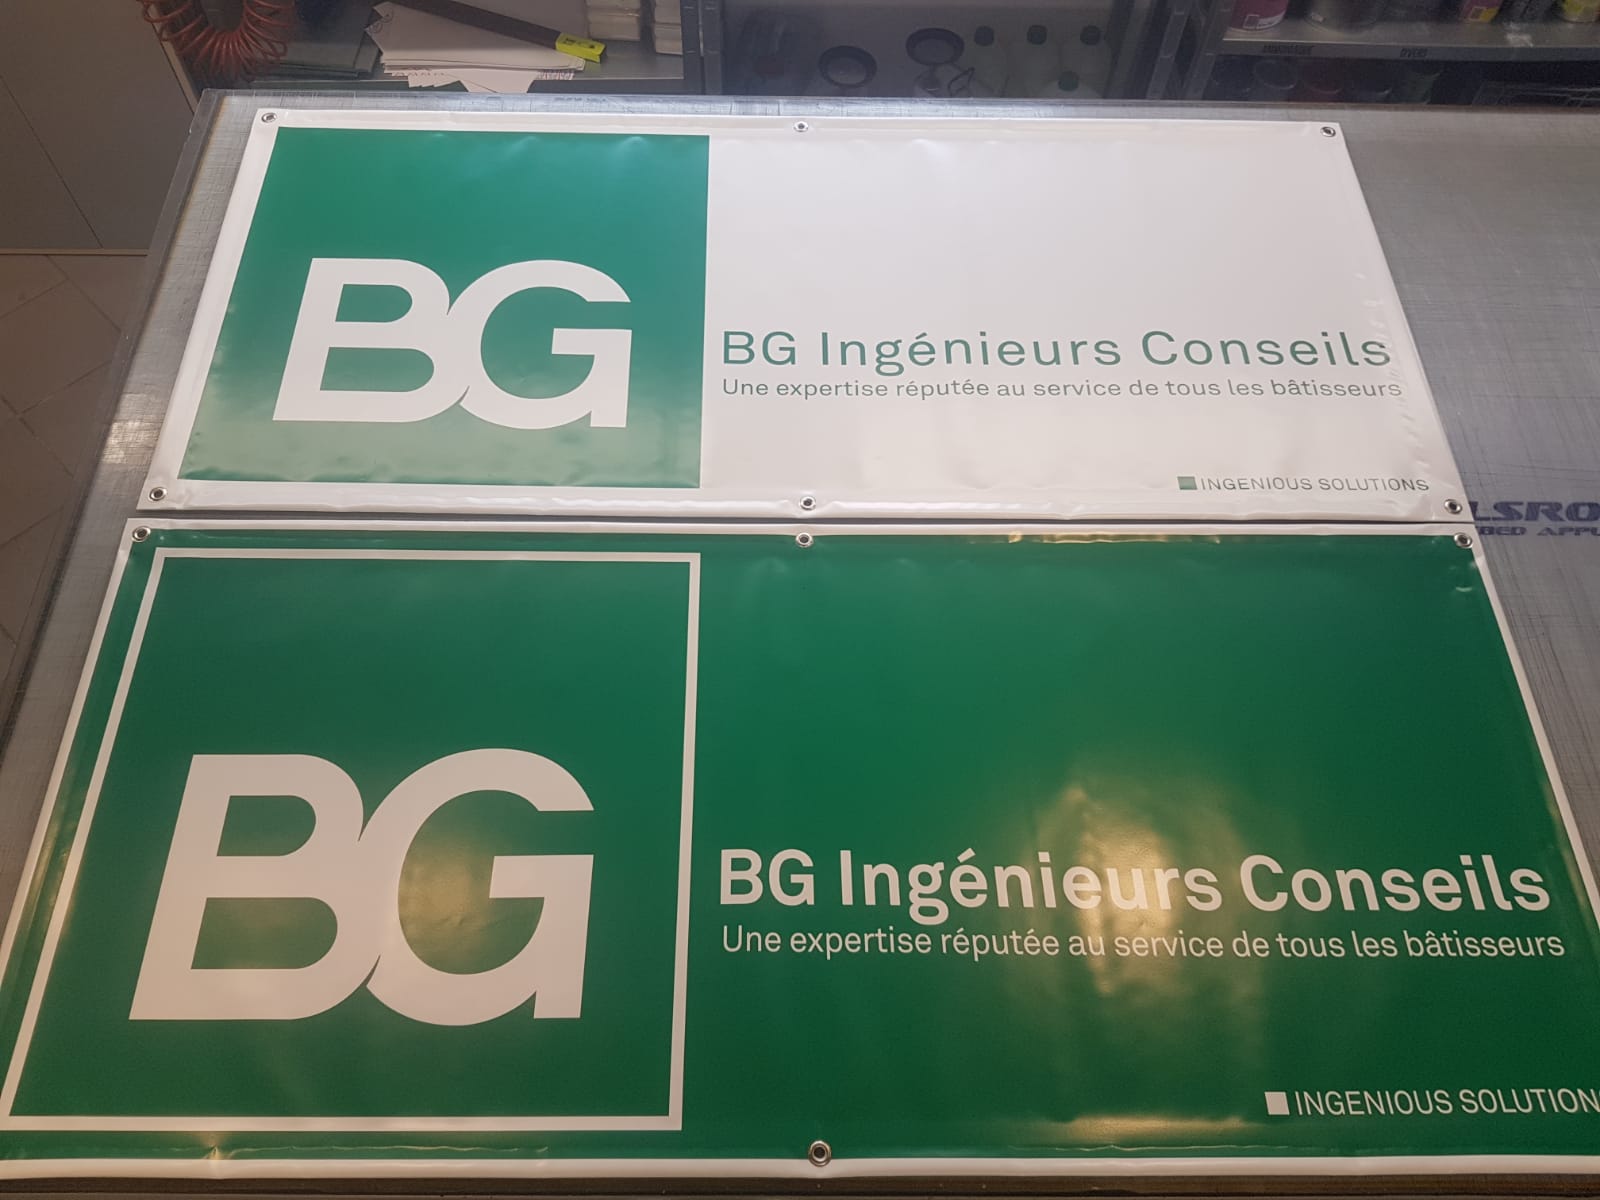 BG
BG Ingénieurs Conseils
Une expertise réputée au service de tous les bâtisseurs
INGENIOUS SOLUTIONS
BG
BG Ingénieurs Conseils
Une expertise réputée au service de tous les bâtisseurs
INGENIOUS SOLUTION